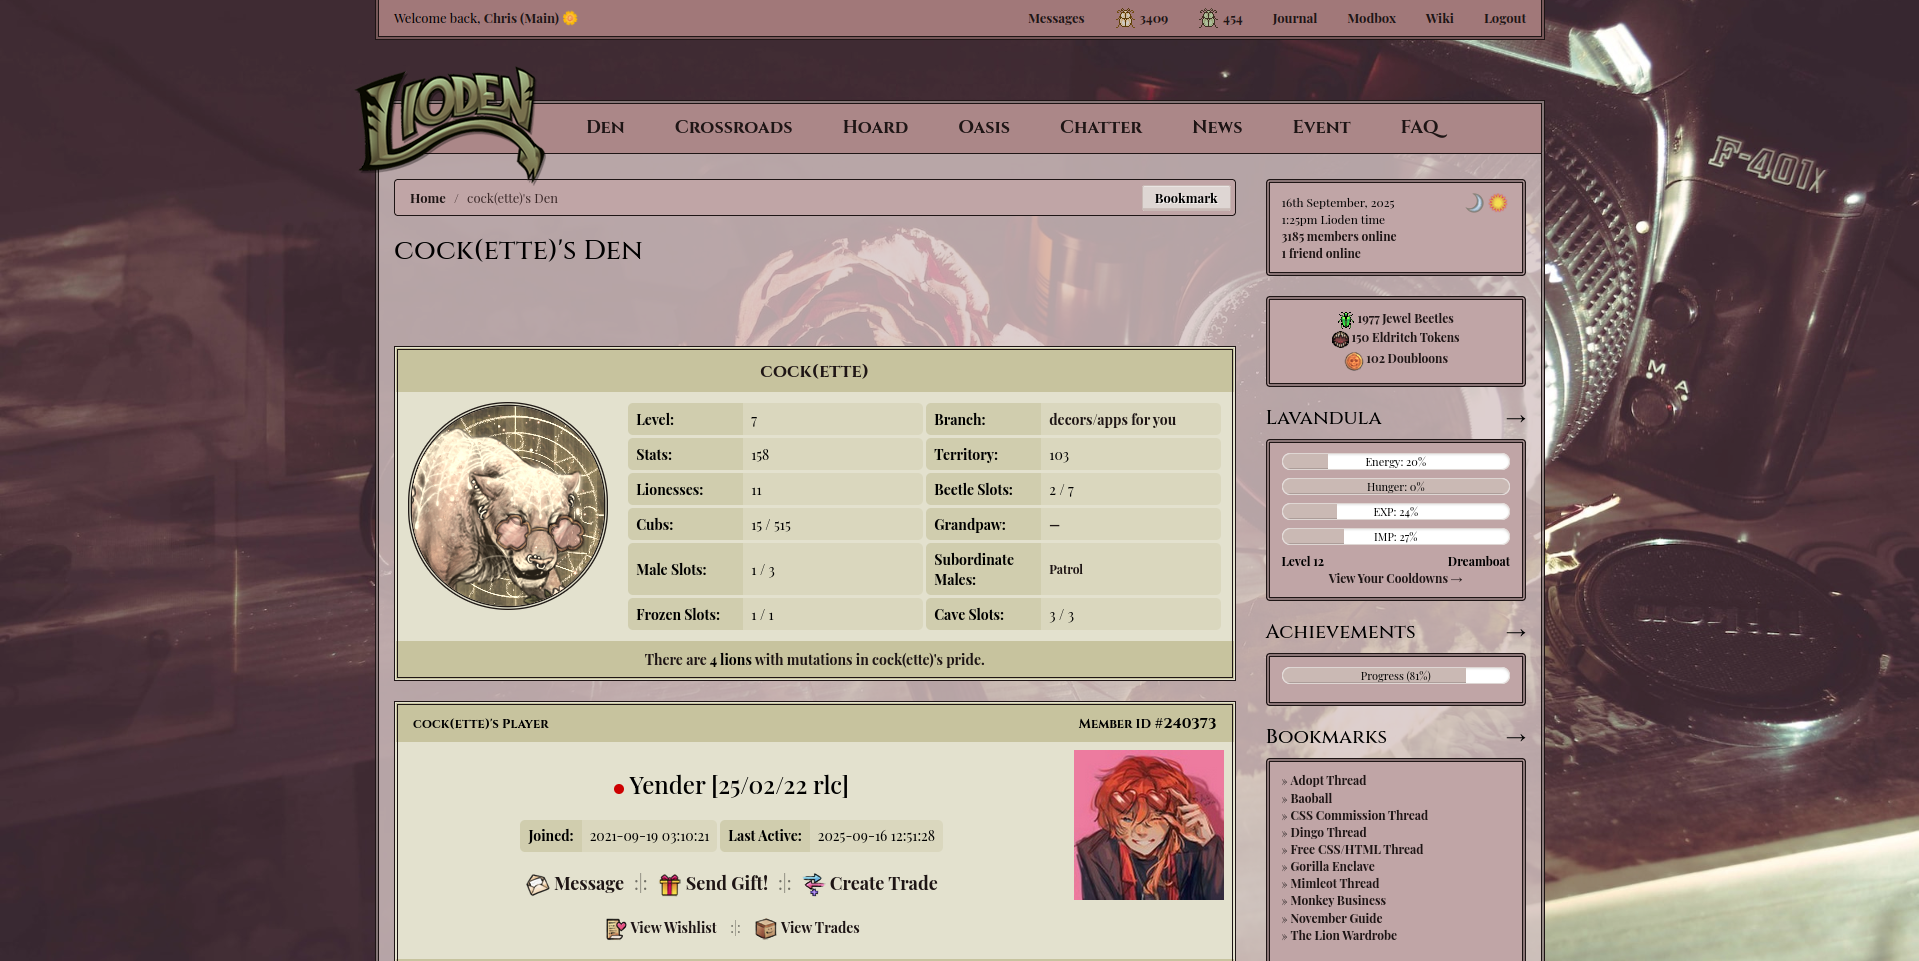 Welcome back, Chris (Main)
Messages 3409 454 Journal Modbox Wiki Logout
LIODEN
Den Crossroads Hoard Oasis Chatter News Event FAQ
F-401x
Home / cock(ette)'s Den Bookmark
cock(ette)'s Den
16th September, 2025
1:25pm Lioden time
3185 members online
1 friend online
1977 Jewel Beetles
150 Eldritch Tokens
102 Doubloons
M A
cock(ette)
Level: 7 Branch: decors/apps for you
Stats: 158 Territory: 103
Lionesses: 11 Beetle Slots: 2 / 7
Cubs: 15 / 515 Grandpaw: —
Male Slots: 1 / 3 Subordinate Males: Patrol
Frozen Slots: 1 / 1 Cave Slots: 3 / 3
There are 4 lions with mutations in cock(ette)'s pride.
Lavandula →
Energy: 20%
Hunger: 0%
EXP: 24%
IMP: 27%
Level 12 Dreamboat
View Your Cooldowns →
Achievements →
Progress (81%)
cock(ette)'s Player Member ID #240373
Yender [25/02/22 rlc]
Joined: 2021-09-19 03:10:21 Last Active: 2025-09-16 12:51:28
Message :|: Send Gift! :|: Create Trade
View Wishlist :|: View Trades
Bookmarks →
» Adopt Thread
» Baoball
» CSS Commission Thread
» Dingo Thread
» Free CSS/HTML Thread
» Gorilla Enclave
» Mimleot Thread
» Monkey Business
» November Guide
» The Lion Wardrobe